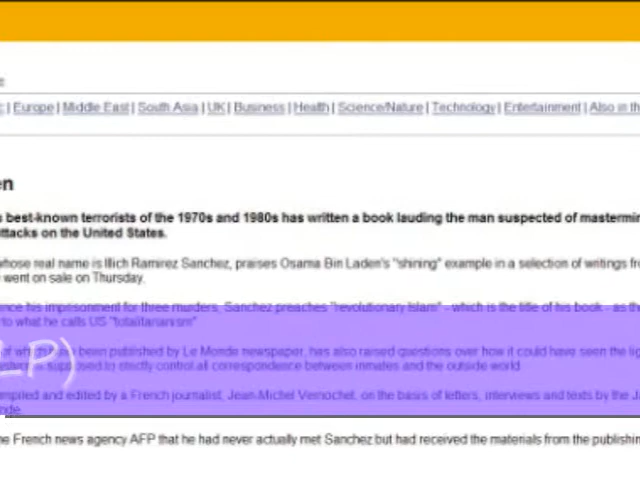 | Europe | Middle East | South Asia | UK | Business | Health | Science/Nature | Technology | Entertainment | Also in th
en
best-known terrorists of the 1970s and 1980s has written a book lauding the man suspected of mastermin
attacks on the United States.
whose real name is Illich Ramirez Sanchez, praises Osama Bin Laden's "shining" example in a selection of writings fr
went on sale on Thursday.
nce his imprisonment for three murders, Sanchez preaches "revolutionary Islam" - which is the title of his book - as th
to what he calls US "totalitarianism"
of wh been published by Le Monde newspaper, has also raised questions over how it could have seen the lig
supposed to strictly control all correspondence between inmates and the outside world
LP)
mpiled and edited by a French journalist, Jean-Michel Vernochet, on the basis of letters, interviews and texts by the Ja
nde
he French news agency AFP that he had never actually met Sanchez but had received the materials from the publishin